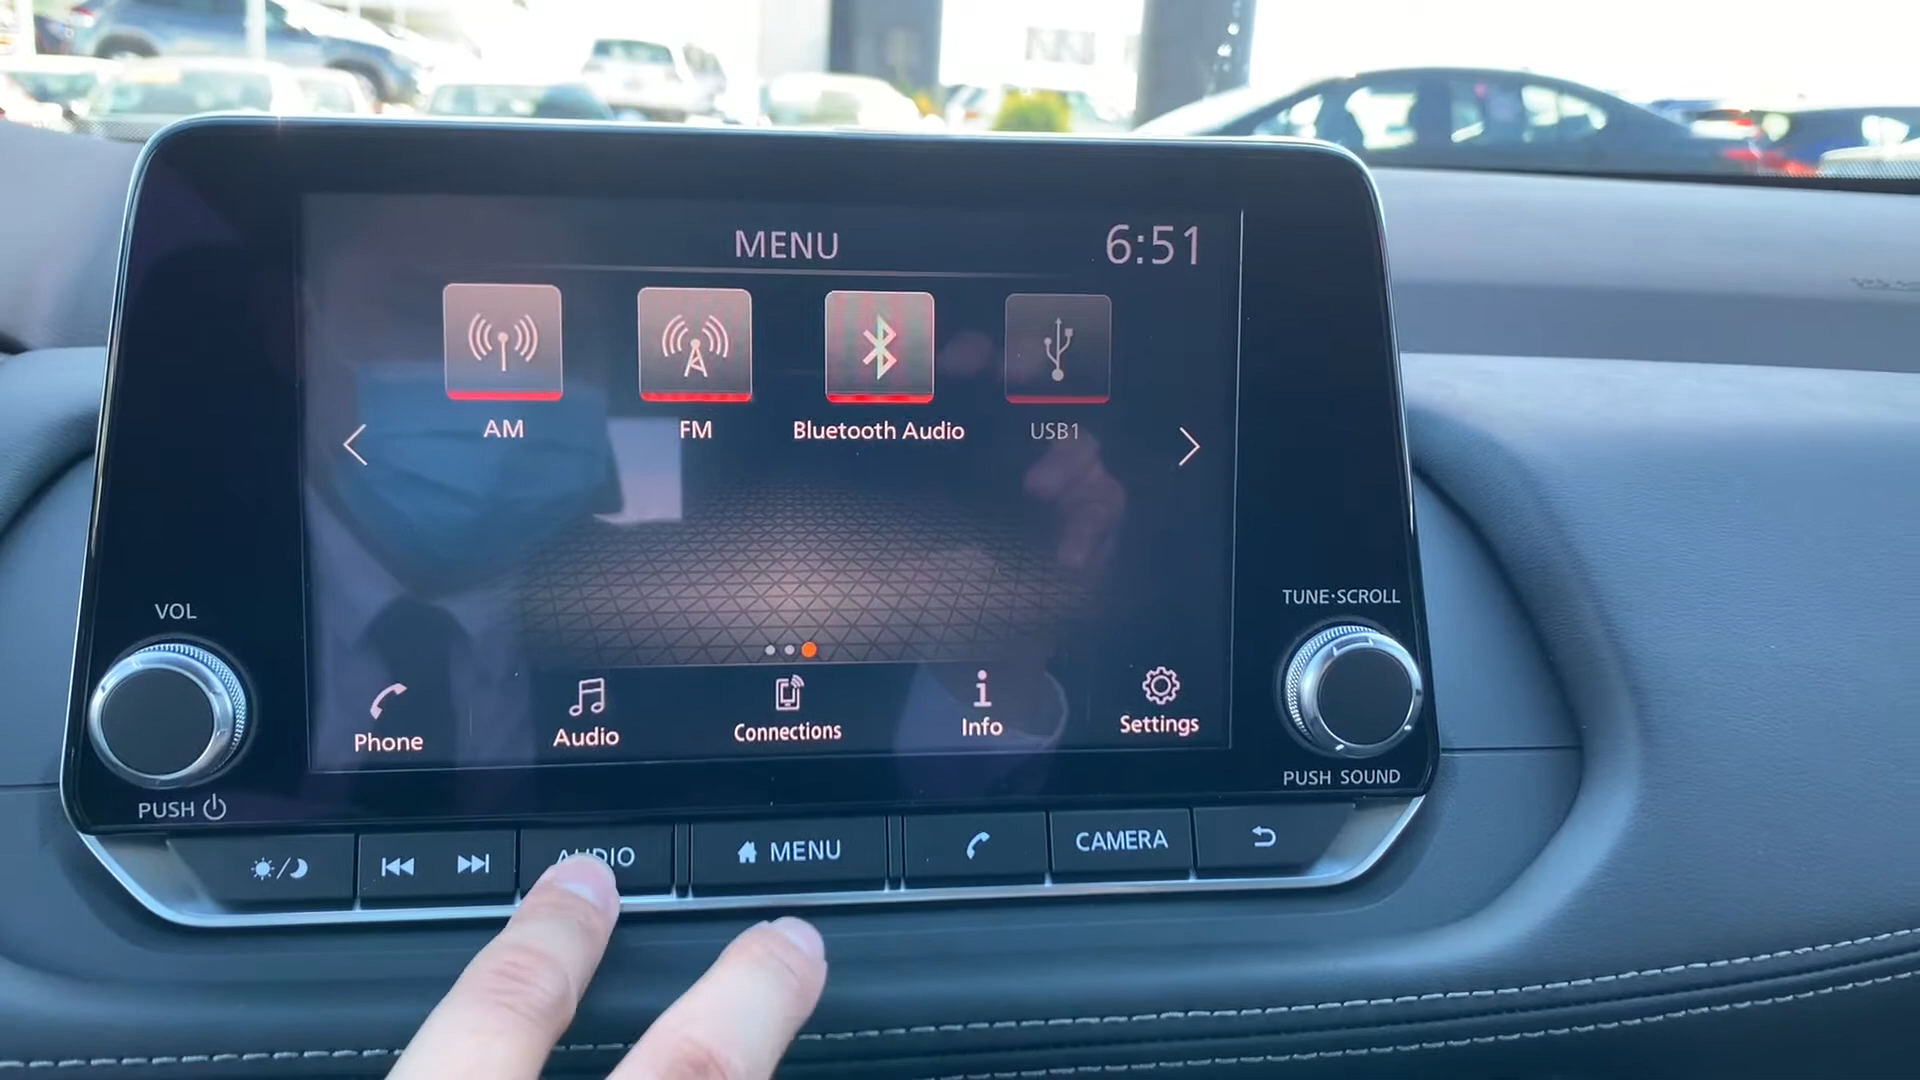 MENU
6:51
AM
FM
Bluetooth Audio
USB1
VOL
TUNE·SCROLL
Phone
Audio
Connections
Info
Settings
PUSH
PUSH SOUND
AUDIO
MENU
CAMERA